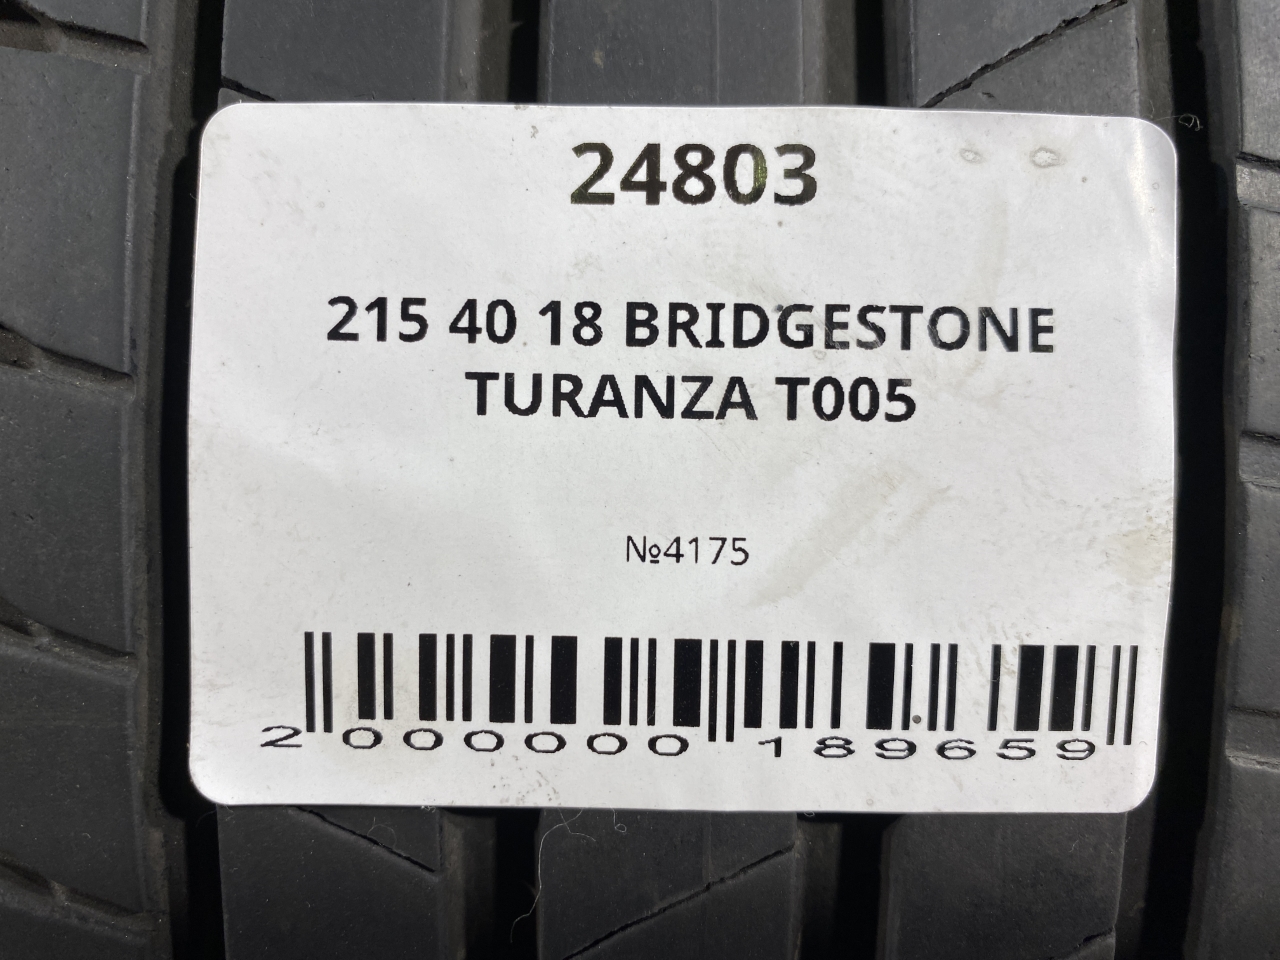 24803
215 40 18 BRIDGESTONE
TURANZA T005
№4175
2 000000 189659